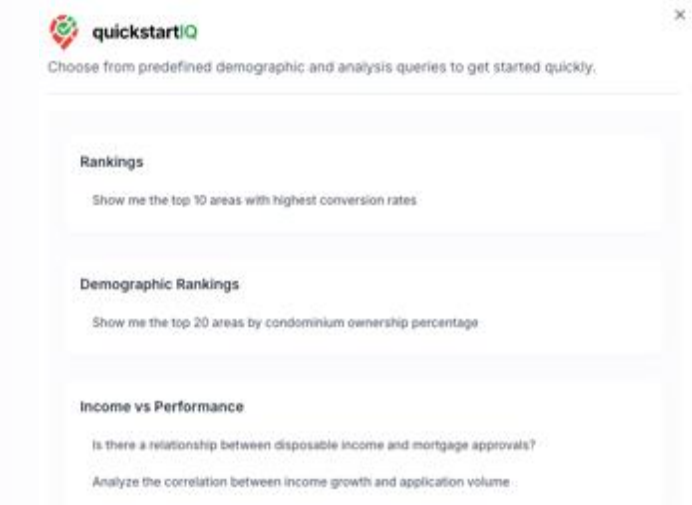 quickstartIQ
Choose from predefined demographic and analysis queries to get started quickly.
Rankings
Show me the top 10 areas with highest conversion rates
Demographic Rankings
Show me the top 20 areas by condominium ownership percentage
Income vs Performance
Is there a relationship between disposable income and mortgage approvals?
Analyze the correlation between income growth and application volume